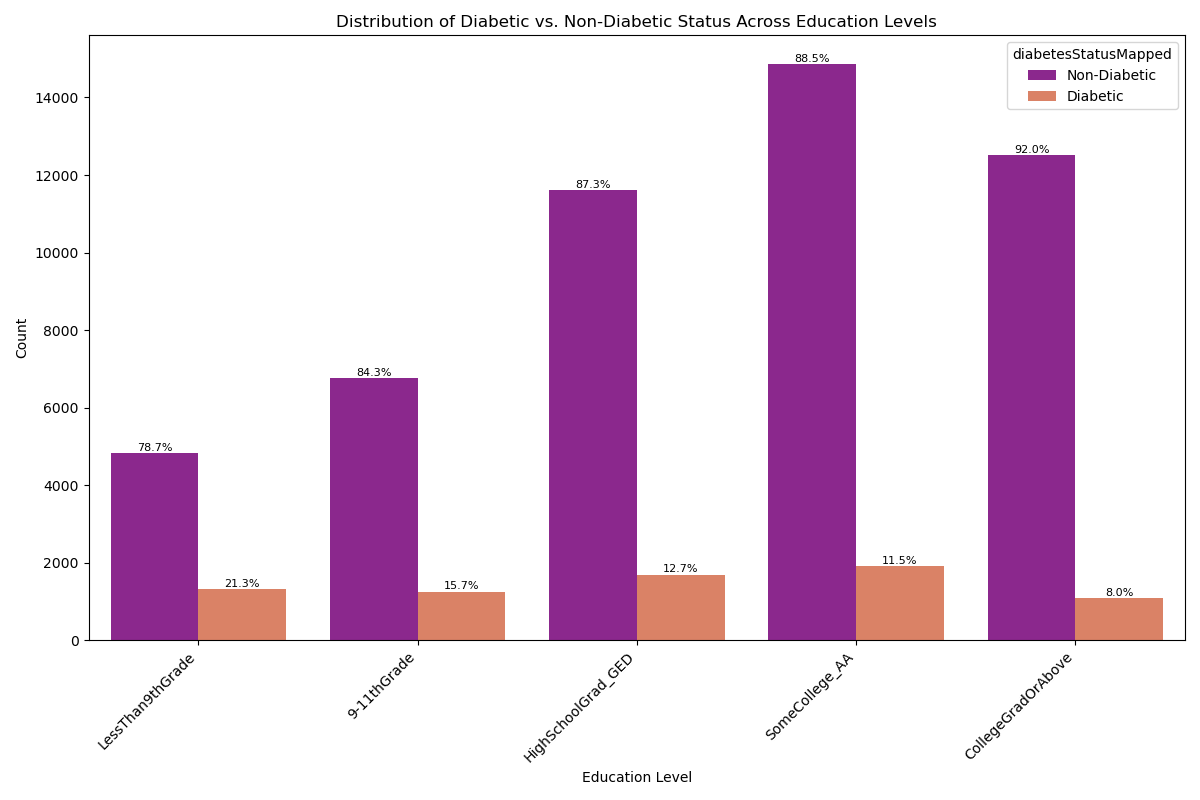 Distribution of Diabetic vs. Non-Diabetic Status Across Education Levels
diabetesStatusMapped
Non-Diabetic
Diabetic
Count
14000
12000
10000
8000
6000
4000
2000
0
78.7%
21.3%
84.3%
15.7%
87.3%
12.7%
88.5%
11.5%
92.0%
8.0%
LessThan9thGrade
9-11thGrade
HighSchoolGrad_GED
SomeCollege_AA
CollegeGradOrAbove
Education Level